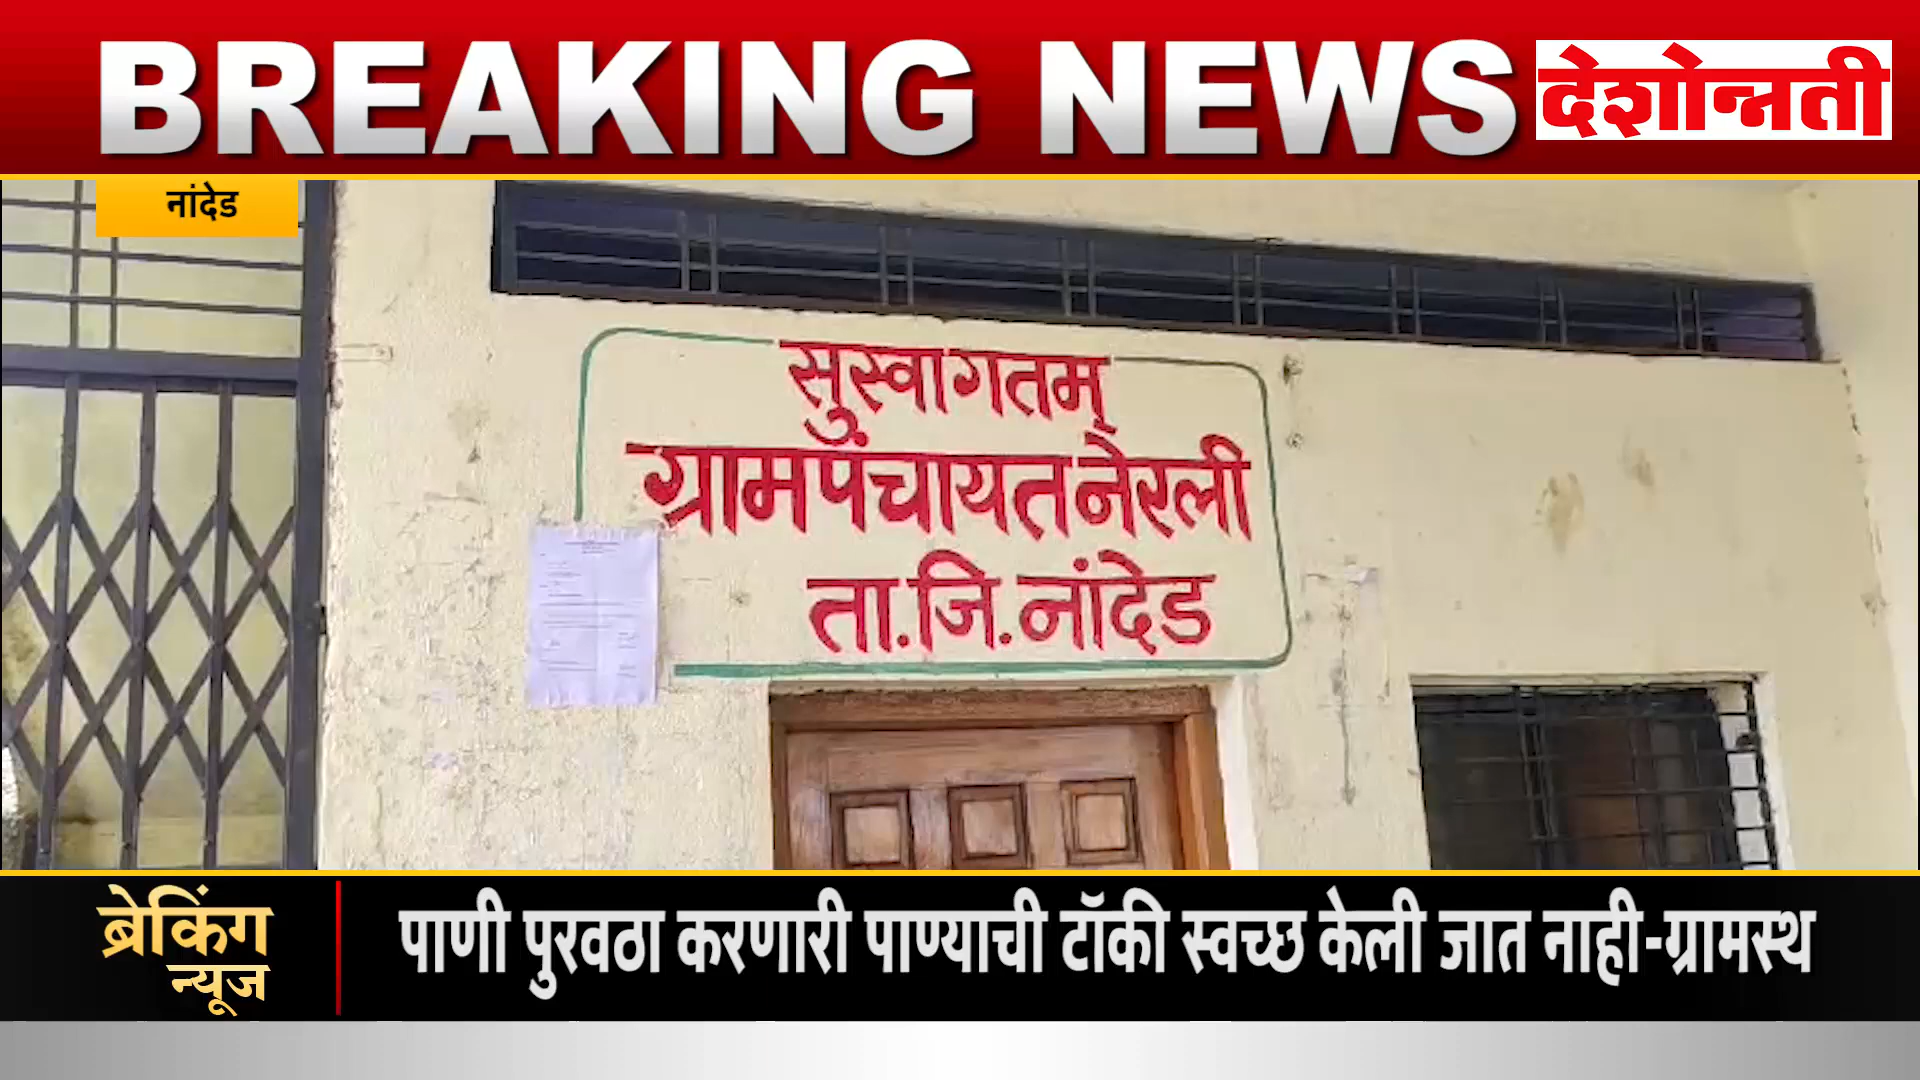 BREAKING NEWS
देशोन्नती
नांदेड
सुस्वागतम्
ग्रामपंचायत नेरली
ता.जि.नांदेड
ब्रेकिंग
न्यूज
पाणी पुरवठा करणारी पाण्याची टॉकी स्वच्छ केली जात नाही-ग्रामस्थ